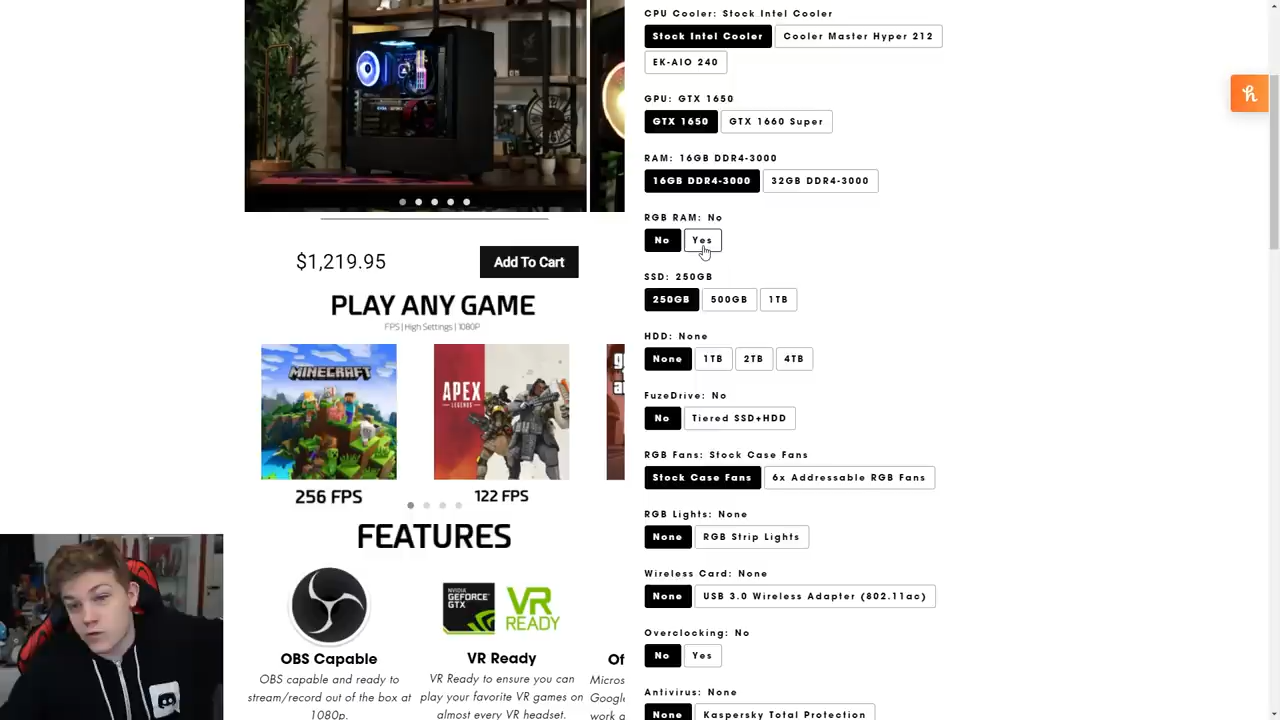 $1,219.95
Add To Cart
PLAY ANY GAME
FPS | High Settings | 1080P
MINECRAFT
APEX
LEGENDS
256 FPS
122 FPS
FEATURES
NVIDIA
GEFORCE
GTX
VR
READY
OBS Capable
VR Ready
Of
OBS capable and ready to
stream/record out of the box at
1080p.
VR Ready to ensure you can
play your favorite VR games on
almost every VR headset.
Micros
Google
work a
CPU Cooler: Stock Intel Cooler
Stock Intel Cooler
Cooler Master Hyper 212
EK-AIO 240
GPU: GTX 1650
GTX 1650
GTX 1660 Super
RAM: 16GB DDR4-3000
16GB DDR4-3000
32GB DDR4-3000
RGB RAM: No
No
Yes
SSD: 250GB
250GB
500GB
1TB
HDD: None
None
1TB
2TB
4TB
FuzeDrive: No
No
Tiered SSD+HDD
RGB Fans: Stock Case Fans
Stock Case Fans
6x Addressable RGB Fans
RGB Lights: None
None
RGB Strip Lights
Wireless Card: None
None
USB 3.0 Wireless Adapter (802.11ac)
Overclocking: No
No
Yes
Antivirus: None
None
Kaspersky Total Protection
h